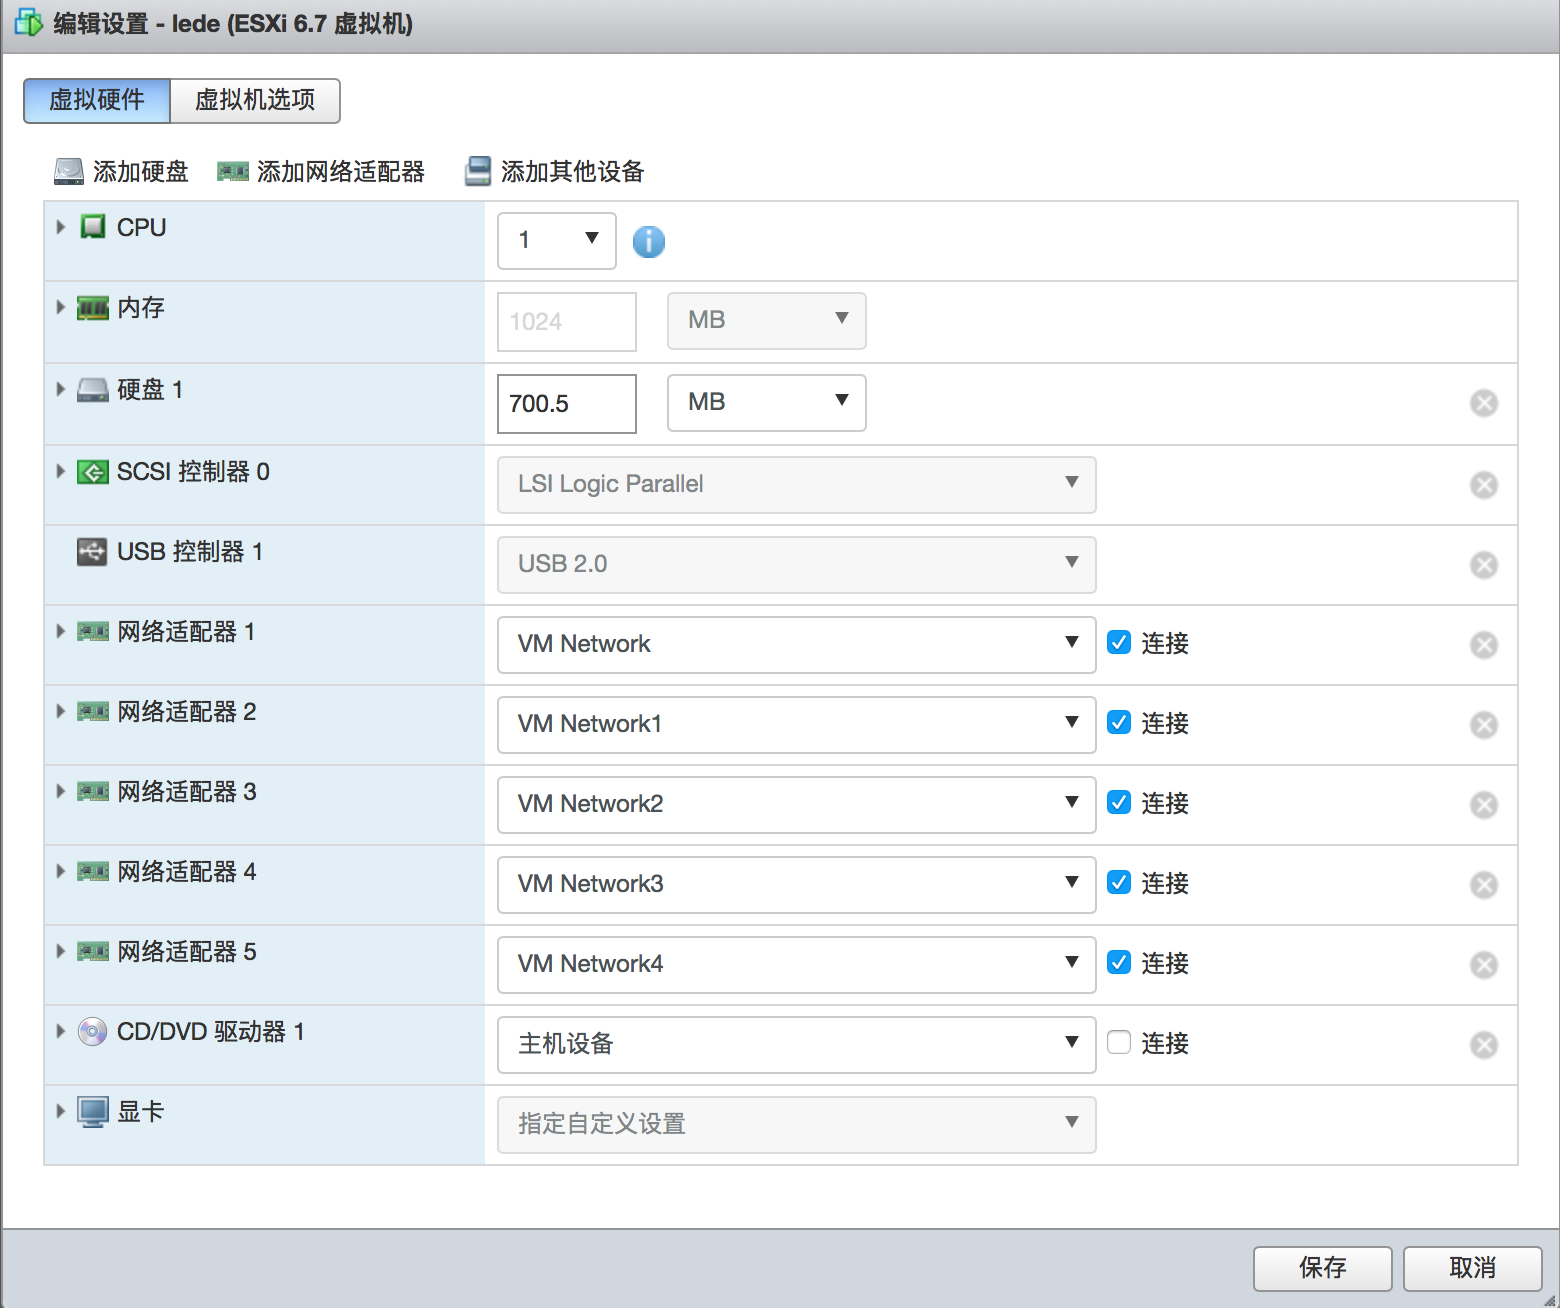 编辑设置 - lede (ESXi 6.7 虚拟机)
虚拟硬件 虚拟机选项
添加硬盘 添加网络适配器 添加其他设备
CPU 1
内存 1024 MB
硬盘 1 700.5 MB
SCSI 控制器 0 LSI Logic Parallel
USB 控制器 1 USB 2.0
网络适配器 1 VM Network 连接
网络适配器 2 VM Network1 连接
网络适配器 3 VM Network2 连接
网络适配器 4 VM Network3 连接
网络适配器 5 VM Network4 连接
CD/DVD 驱动器 1 主机设备 连接
显卡 指定自定义设置
保存 取消